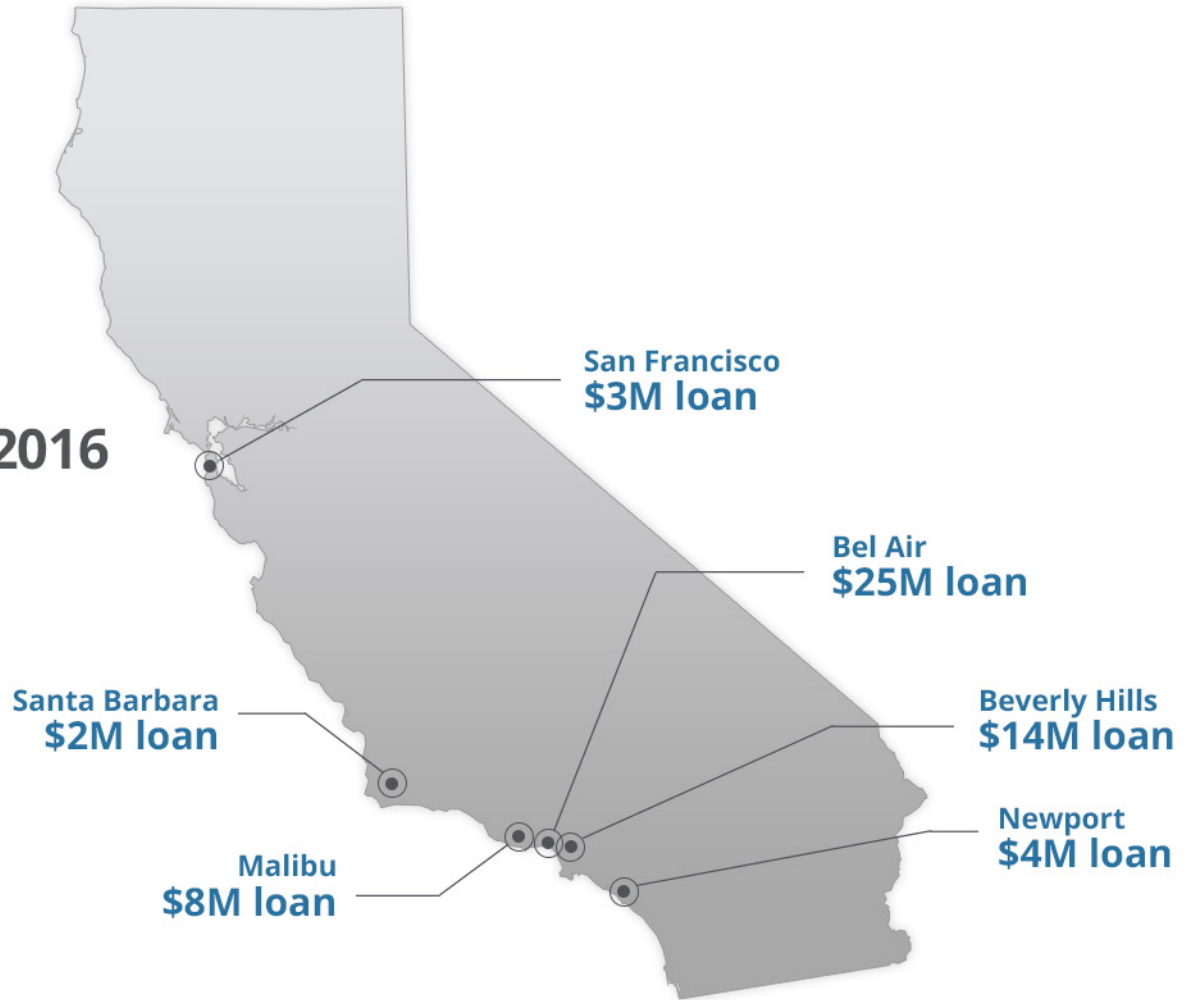 San Francisco
$3M loan
2016
Bel Air
$25M loan
Santa Barbara
$2M loan
Beverly Hills
$14M loan
Newport
$4M loan
Malibu
$8M loan